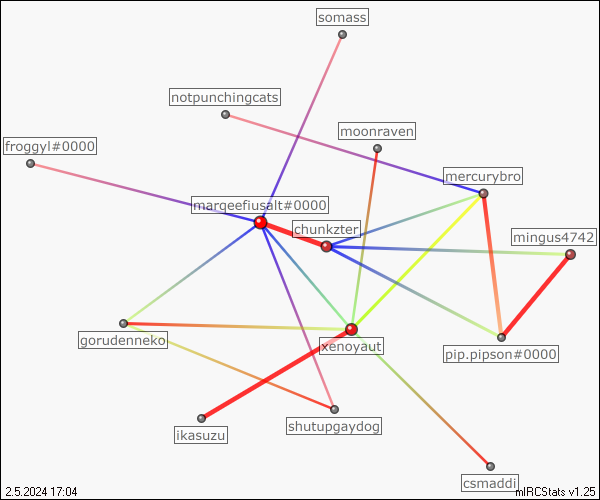 somass
notpunchingcats
moonraven
froggyl#0000
mercurybro
marqeefiusalt#0000
chunkzter
mingus4742
gorudenneko
xenoyaut
pip.pipson#0000
shutupgaydog
ikasuzu
csmaddi
2.5.2024 17:04
mIRCStats v1.25